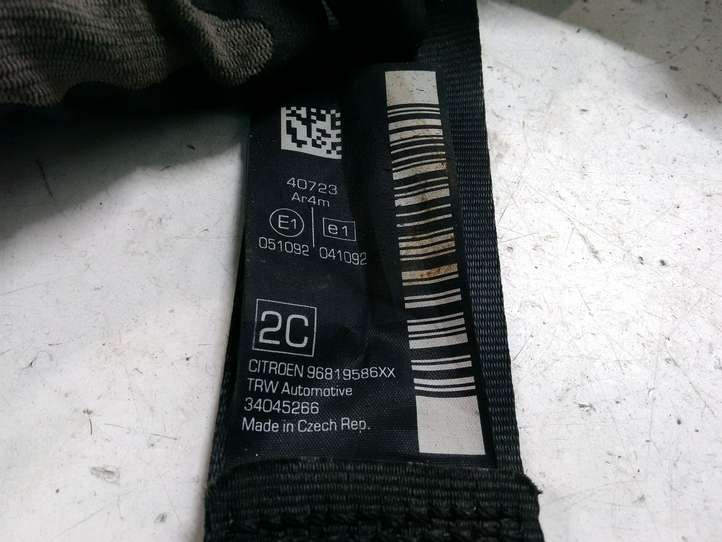 40723
Ar4m
E1 e1
051092 041092
2C
CITROEN 96819586XX
TRW Automotive
34045266
Made in Czech Rep.